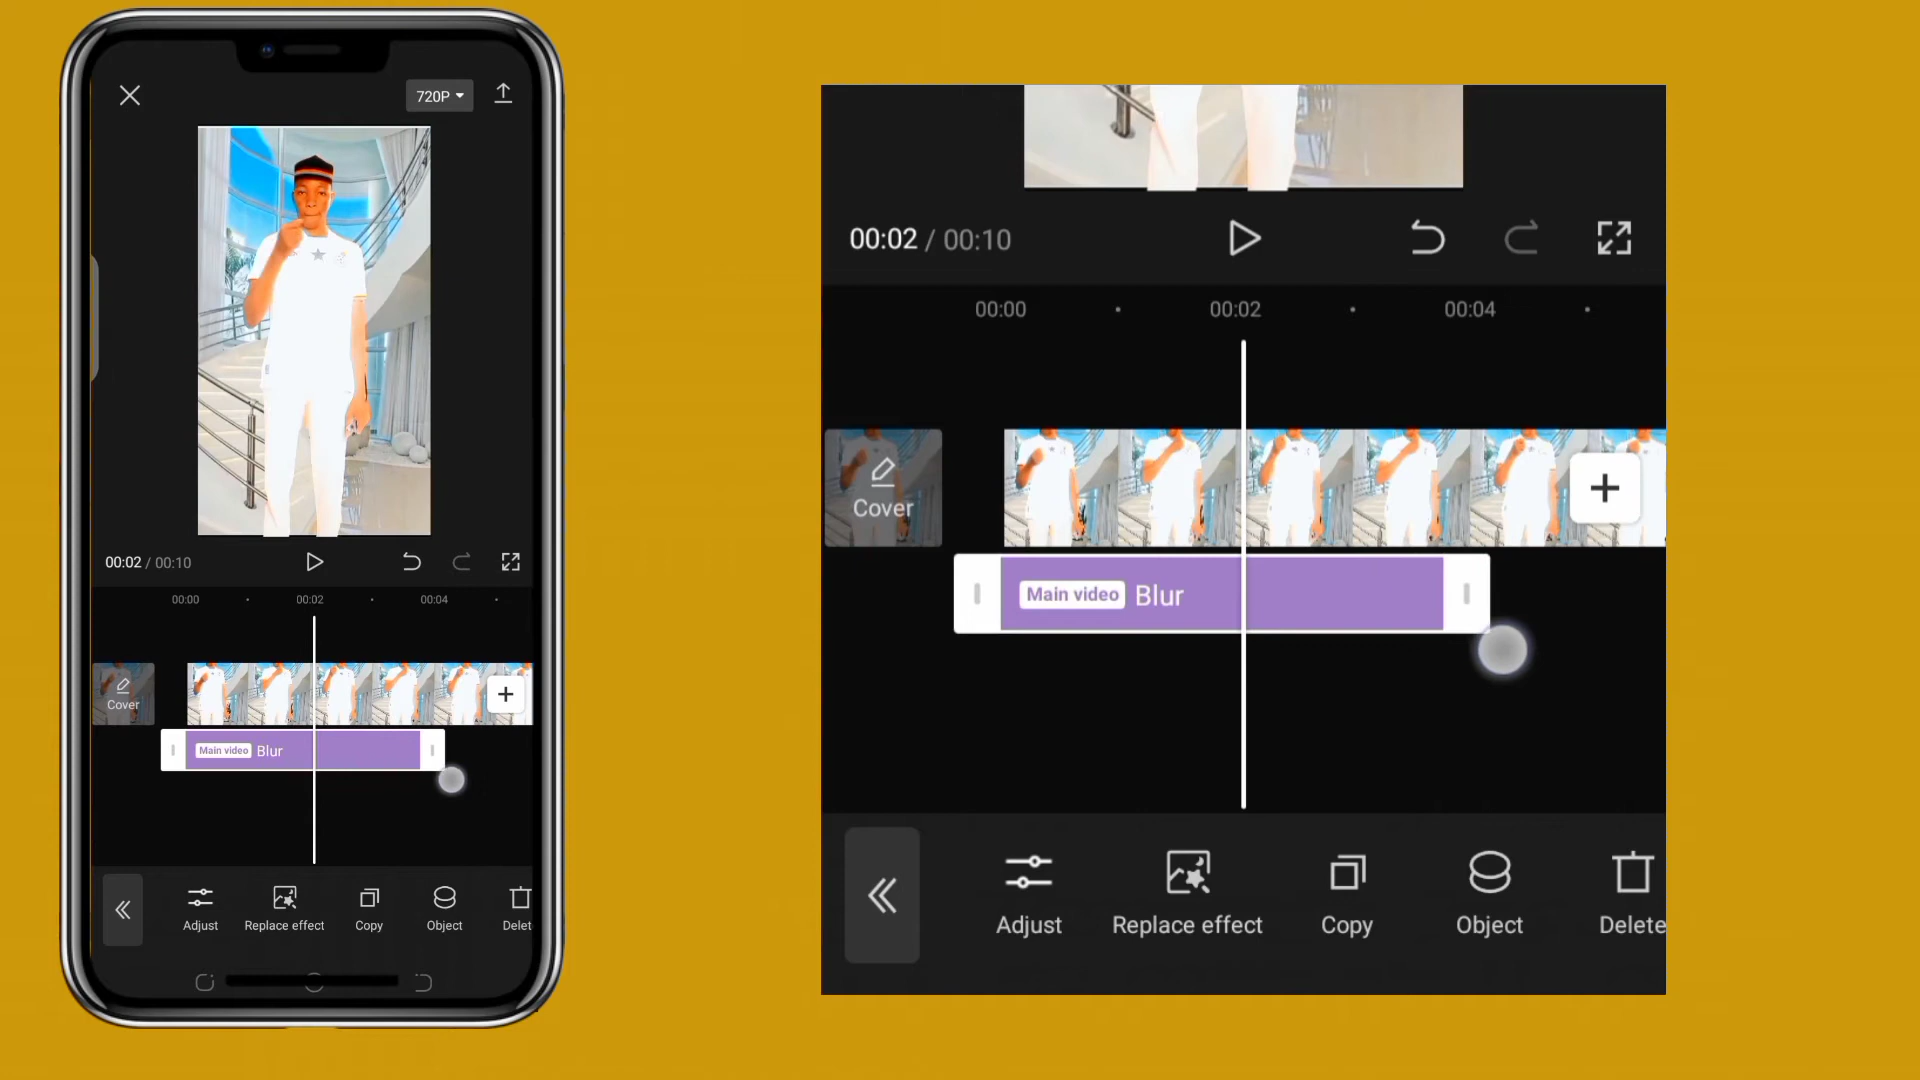 720P
00:02 / 00:10
00:00 00:02 00:04
Cover
Main video Blur
Adjust Replace effect Copy Object Delet
00:02 / 00:10
00:00 00:02 00:04
Cover
Main video Blur
Adjust Replace effect Copy Object Delete